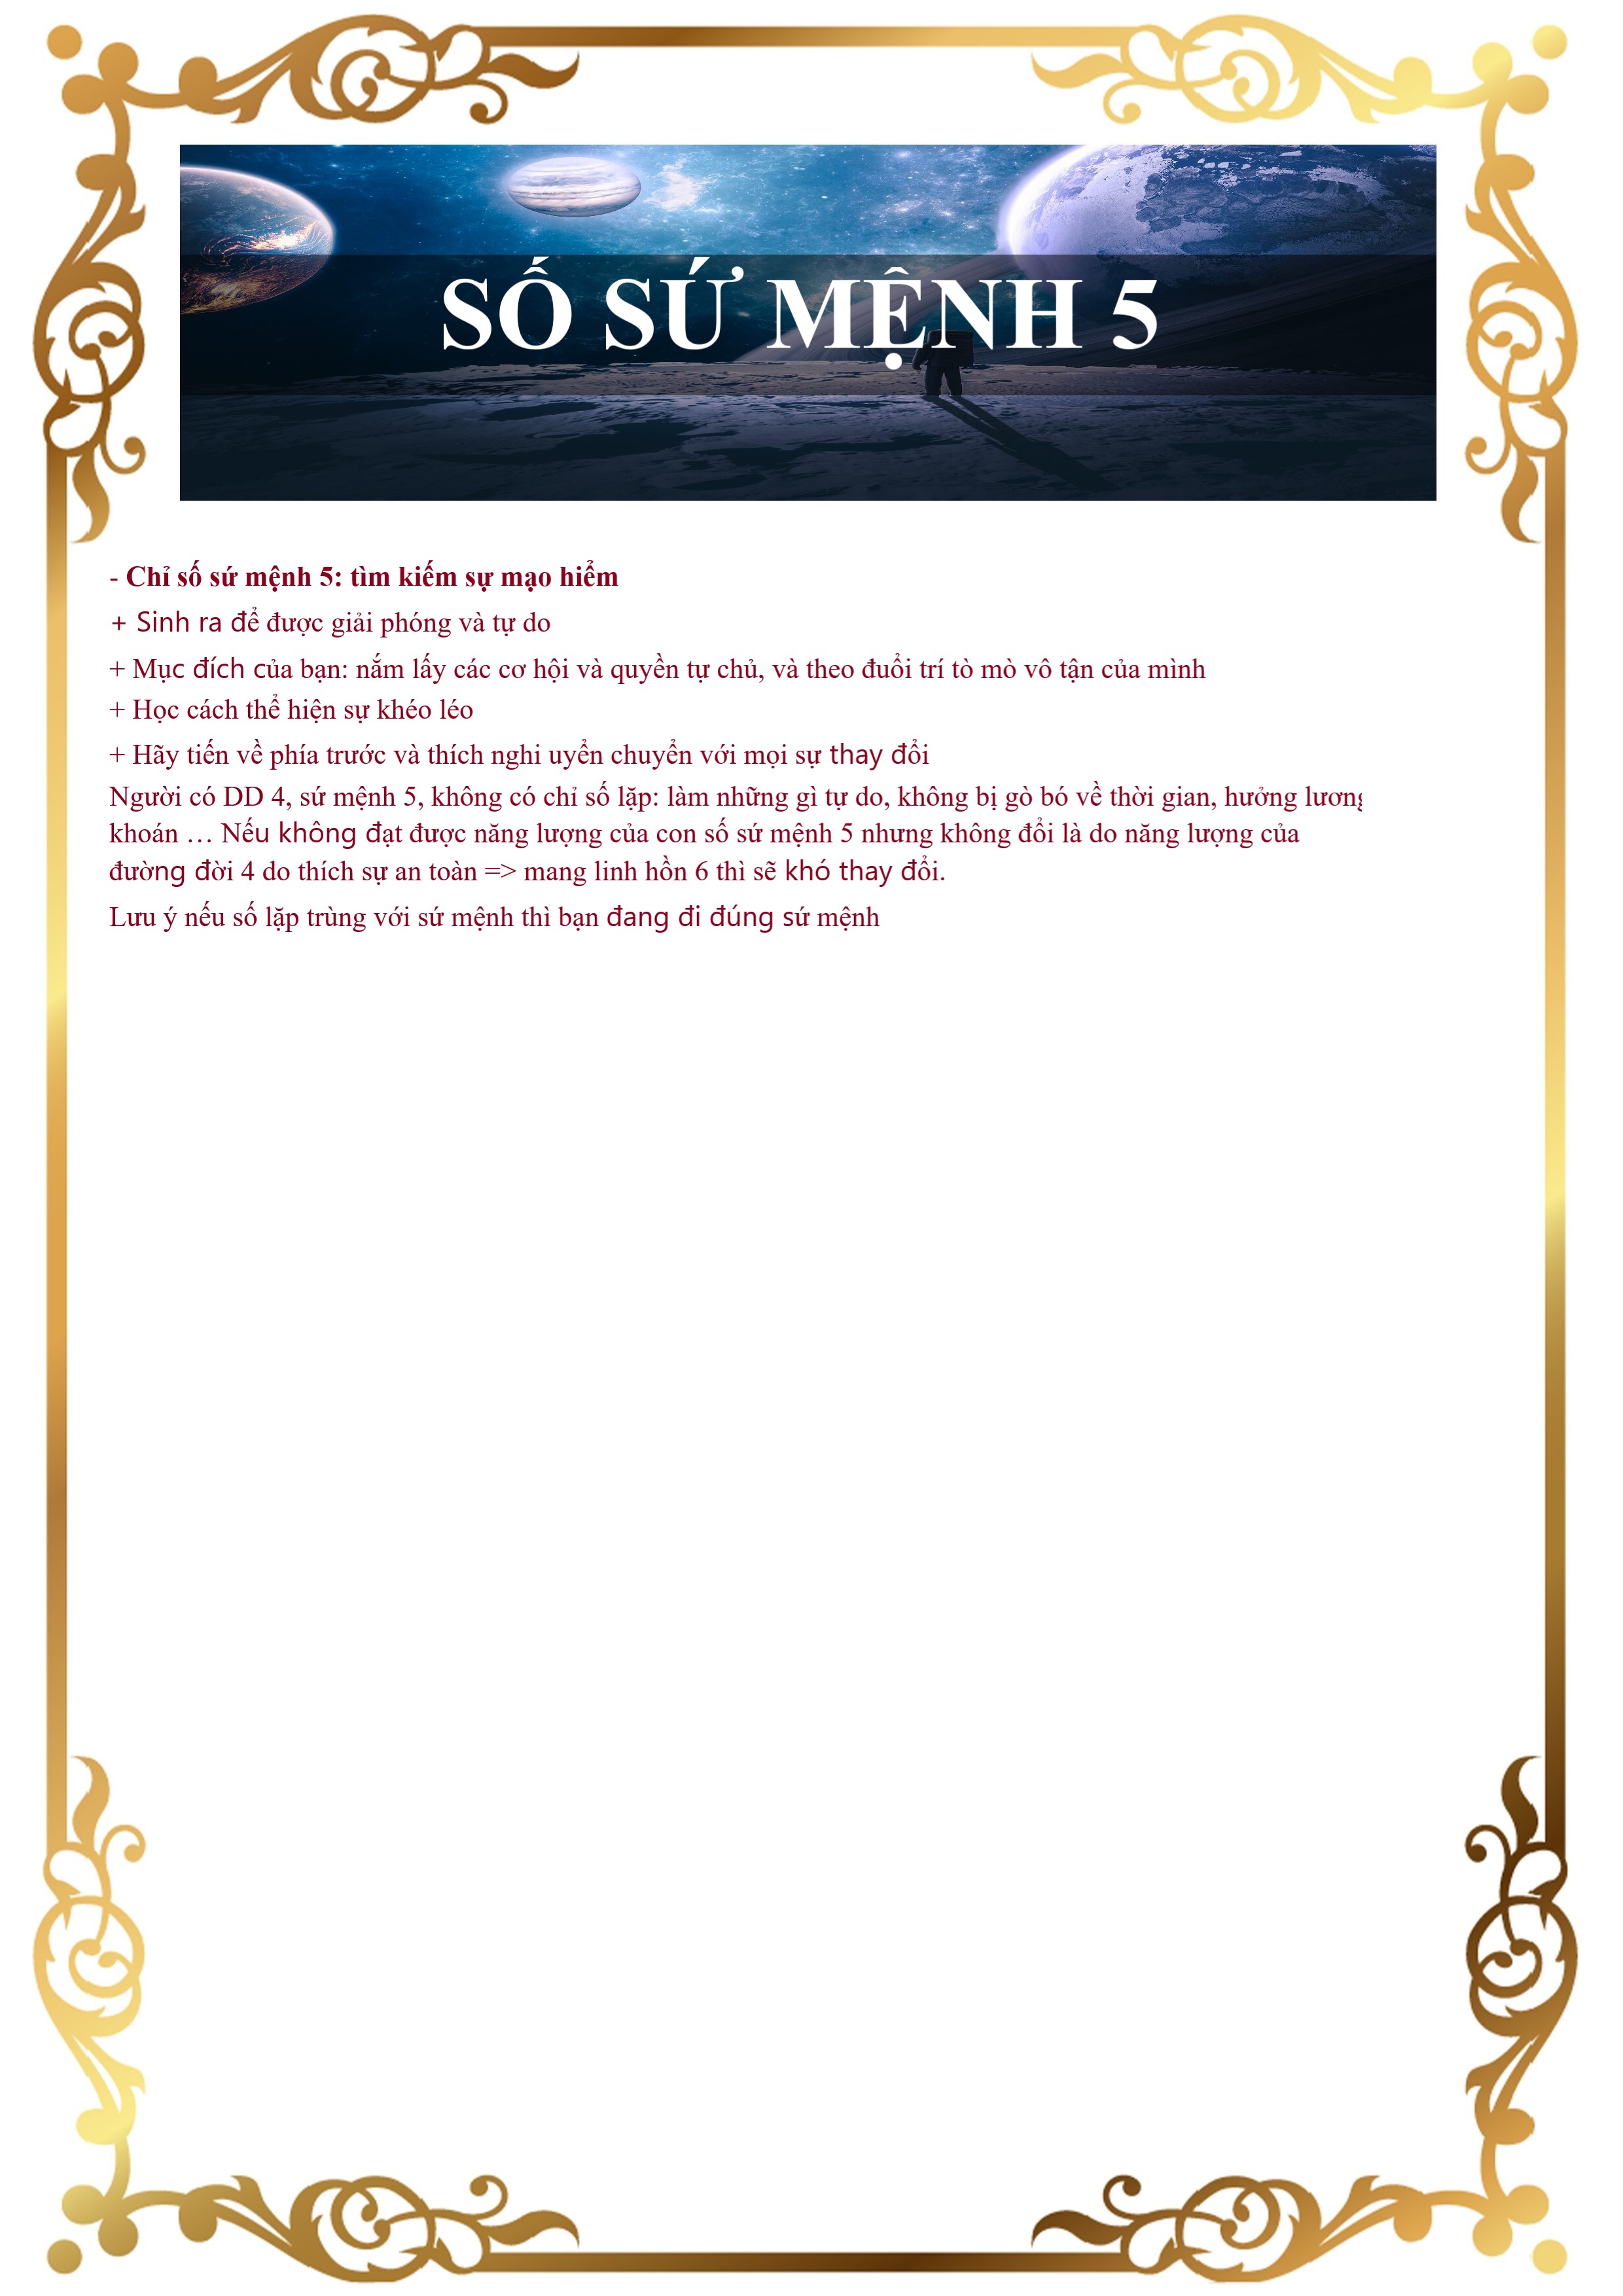 SỐ SỨ MỆNH 5
- Chỉ số sứ mệnh 5: tìm kiếm sự mạo hiểm
+ Sinh ra để được giải phóng và tự do
+ Mục đích của bạn: nắm lấy các cơ hội và quyền tự chủ, và theo đuổi trí tò mò vô tận của mình
+ Học cách thể hiện sự khéo léo
+ Hãy tiến về phía trước và thích nghi uyển chuyển với mọi sự thay đổi
Người có DD 4, sứ mệnh 5, không có chỉ số lặp: làm những gì tự do, không bị gò bó về thời gian, hưởng lương
khoán … Nếu không đạt được năng lượng của con số sứ mệnh 5 nhưng không đổi là do năng lượng của
đường đời 4 do thích sự an toàn => mang linh hồn 6 thì sẽ khó thay đổi.
Lưu ý nếu số lặp trùng với sứ mệnh thì bạn đang đi đúng sứ mệnh